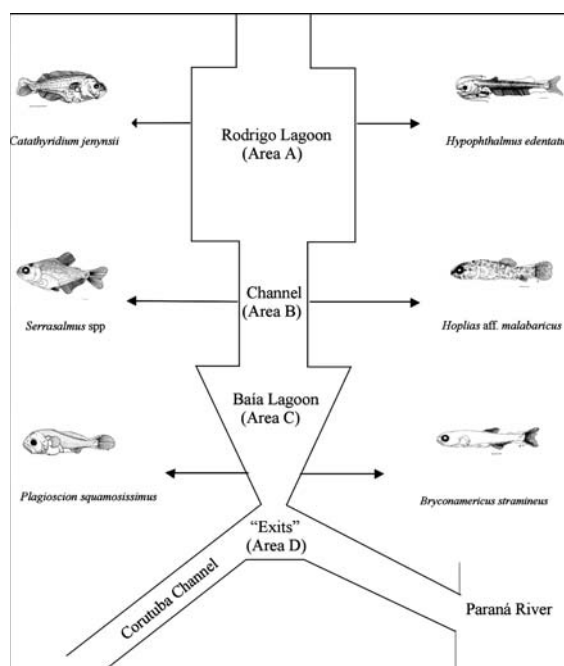 Rodrigo Lagoon
(Area A)
Catathyridium jenynsii
Hypophthalmus edentatu
Channel
(Area B)
Serrasalmus spp
Hoplias aff. malabaricus
Baía Lagoon
(Area C)
Plagioscion squamosissimus
Bryconamericus stramineus
"Exits"
(Area D)
Corutuba Channel
Paraná River